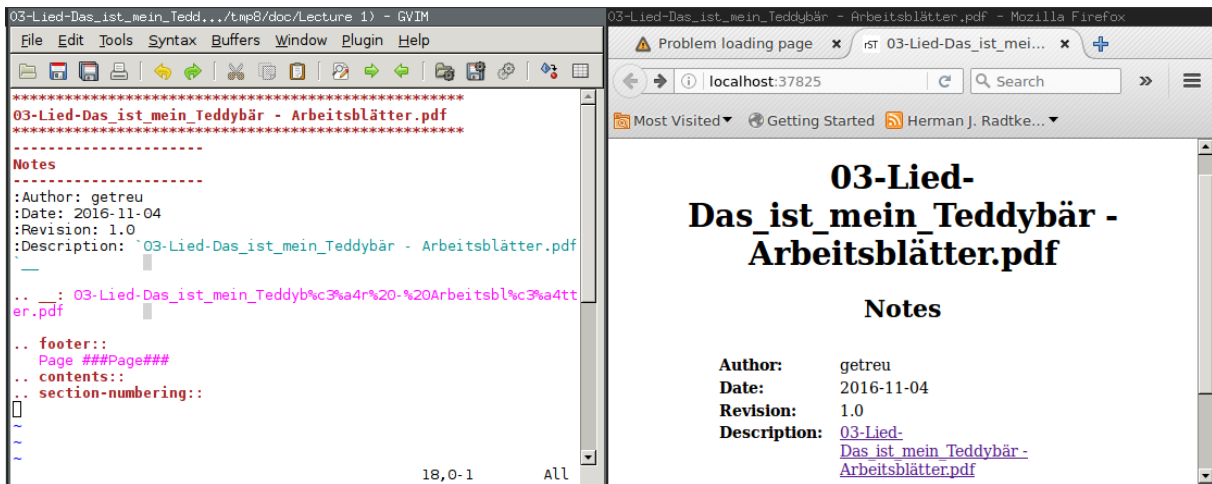 03-Lied-Das_ist_mein_Tedd.../tmp8/doc/Lecture 1) - GVIM
File Edit Tools Syntax Buffers Window Plugin Help
****************************************************
03-Lied-Das_ist_mein_Teddybär - Arbeitsblätter.pdf
****************************************************
----------------------
Notes
----------------------
:Author: getreu
:Date: 2016-11-04
:Revision: 1.0
:Description: `03-Lied-Das_ist_mein_Teddybär - Arbeitsblätter.pdf
`__
.. __: 03-Lied-Das_ist_mein_Teddyb%c3%a4r%20-%20Arbeitsbl%c3%a4tt
er.pdf
.. footer::
Page ###Page###
.. contents::
.. section-numbering::
~
~
~
18,0-1 All
03-Lied-Das_ist_mein_Teddybär - Arbeitsblätter.pdf - Mozilla Firefox
Problem loading page × rST 03-Lied-Das_ist_mei... ×
localhost:37825 Search »
Most Visited Getting Started Herman J. Radtke...
03-Lied-
Das_ist_mein_Teddybär -
Arbeitsblätter.pdf
Notes
Author: getreu
Date: 2016-11-04
Revision: 1.0
Description: 03-Lied-
Das_ist_mein_Teddybär -
Arbeitsblätter.pdf